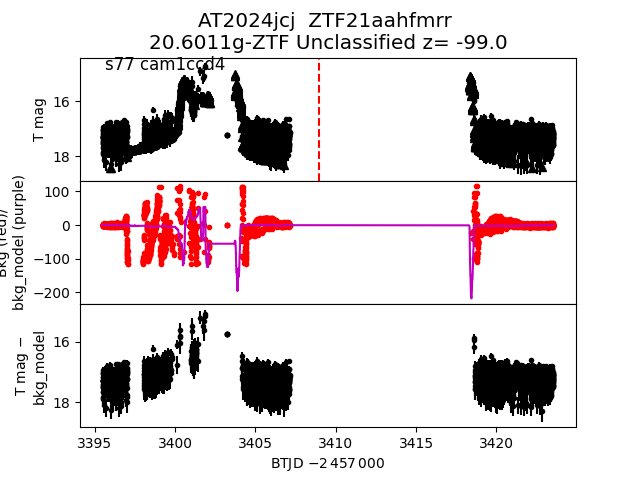 AT2024jcj  ZTF21aahfmrr
20.6011g-ZTF Unclassified z= -99.0
s77 cam1ccd4
T mag
16
18
Bkg (red)/
bkg_model (purple)
100
0
−100
−200
T mag −
bkg_model
16
18
3395 3400 3405 3410 3415 3420
BTJD −2 457 000